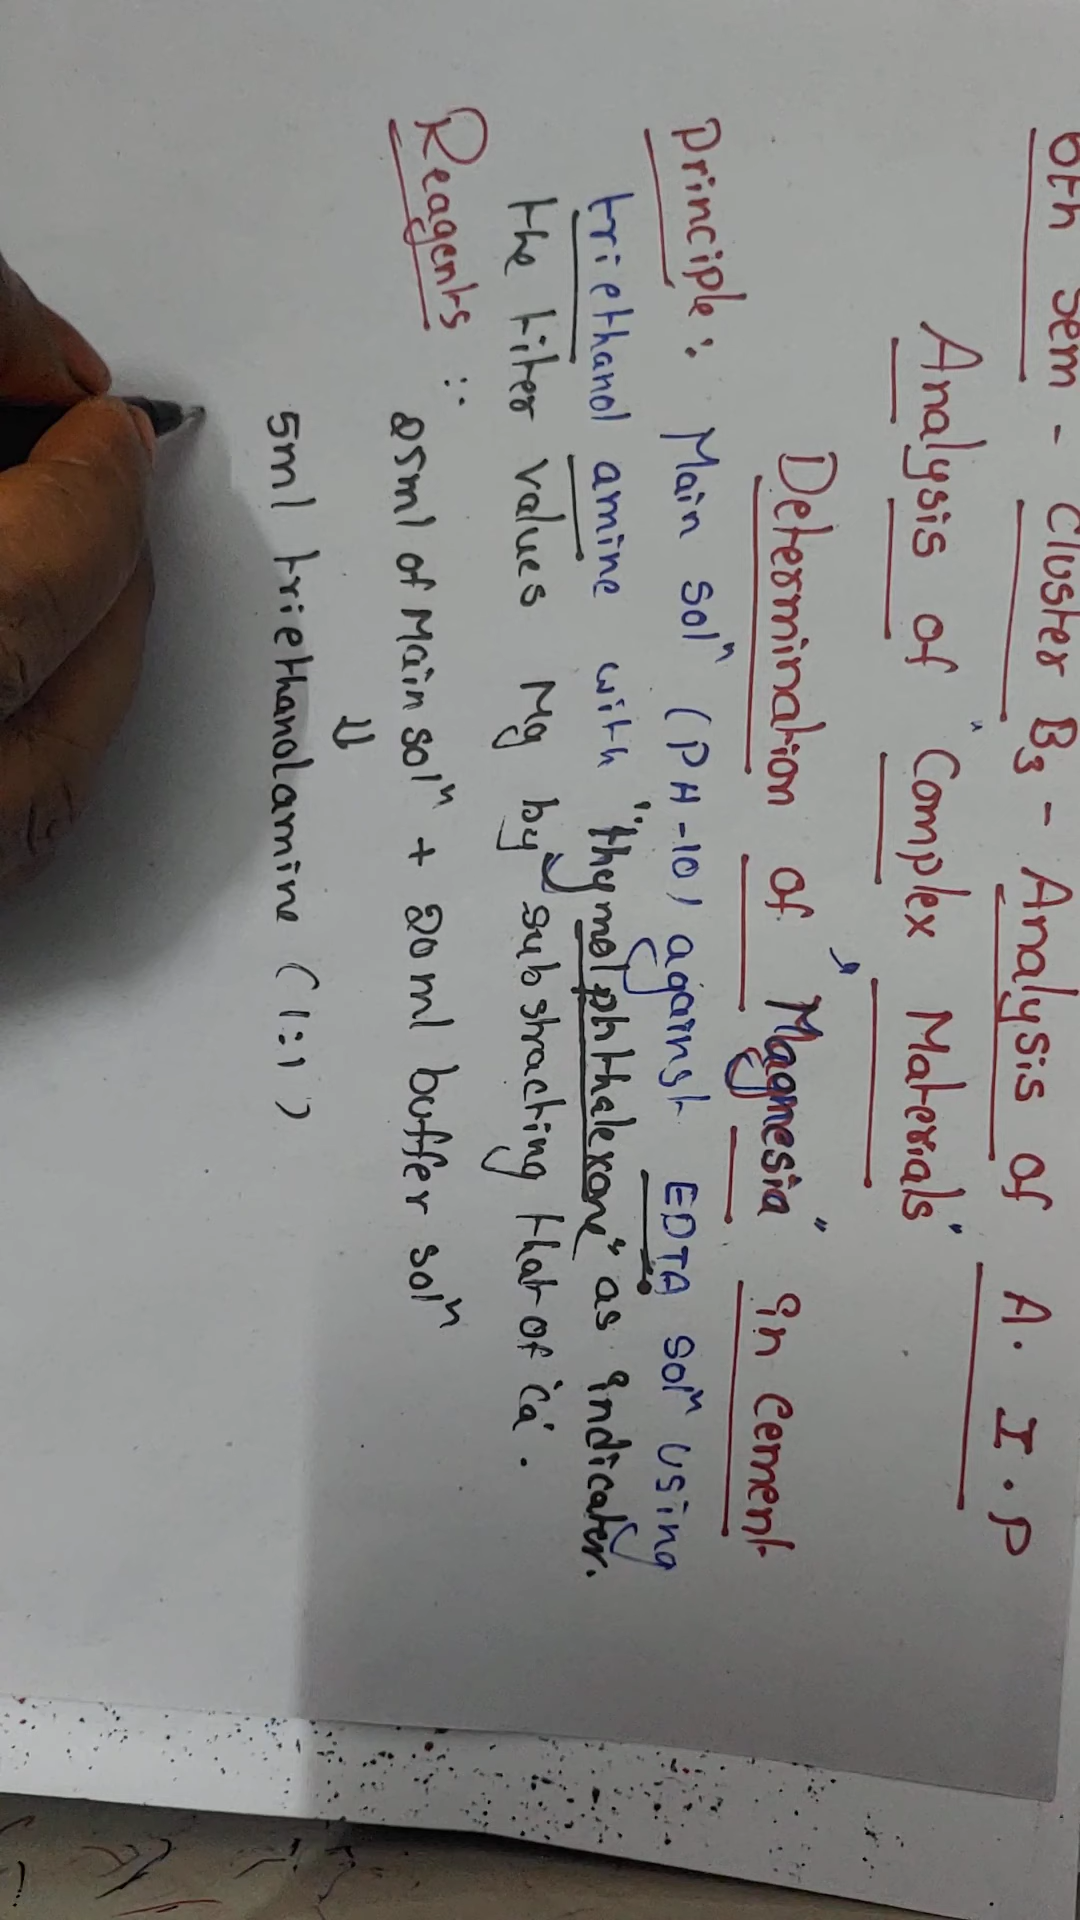 6th Sem - Cluster B3 - Analysis of A.I.P
Analysis of "Complex Materials"
Determination of "Magnesia" in cement
Principle: Main solⁿ (PH-10) against EDTA solⁿ using
triethanol amine with "thymolphthalexone" as indicater.
the titer values Mg by substracting that of 'ca'.
Reagents :
25ml of Main solⁿ + 20ml buffer solⁿ
⇓
5ml triethanolamine (1:1)